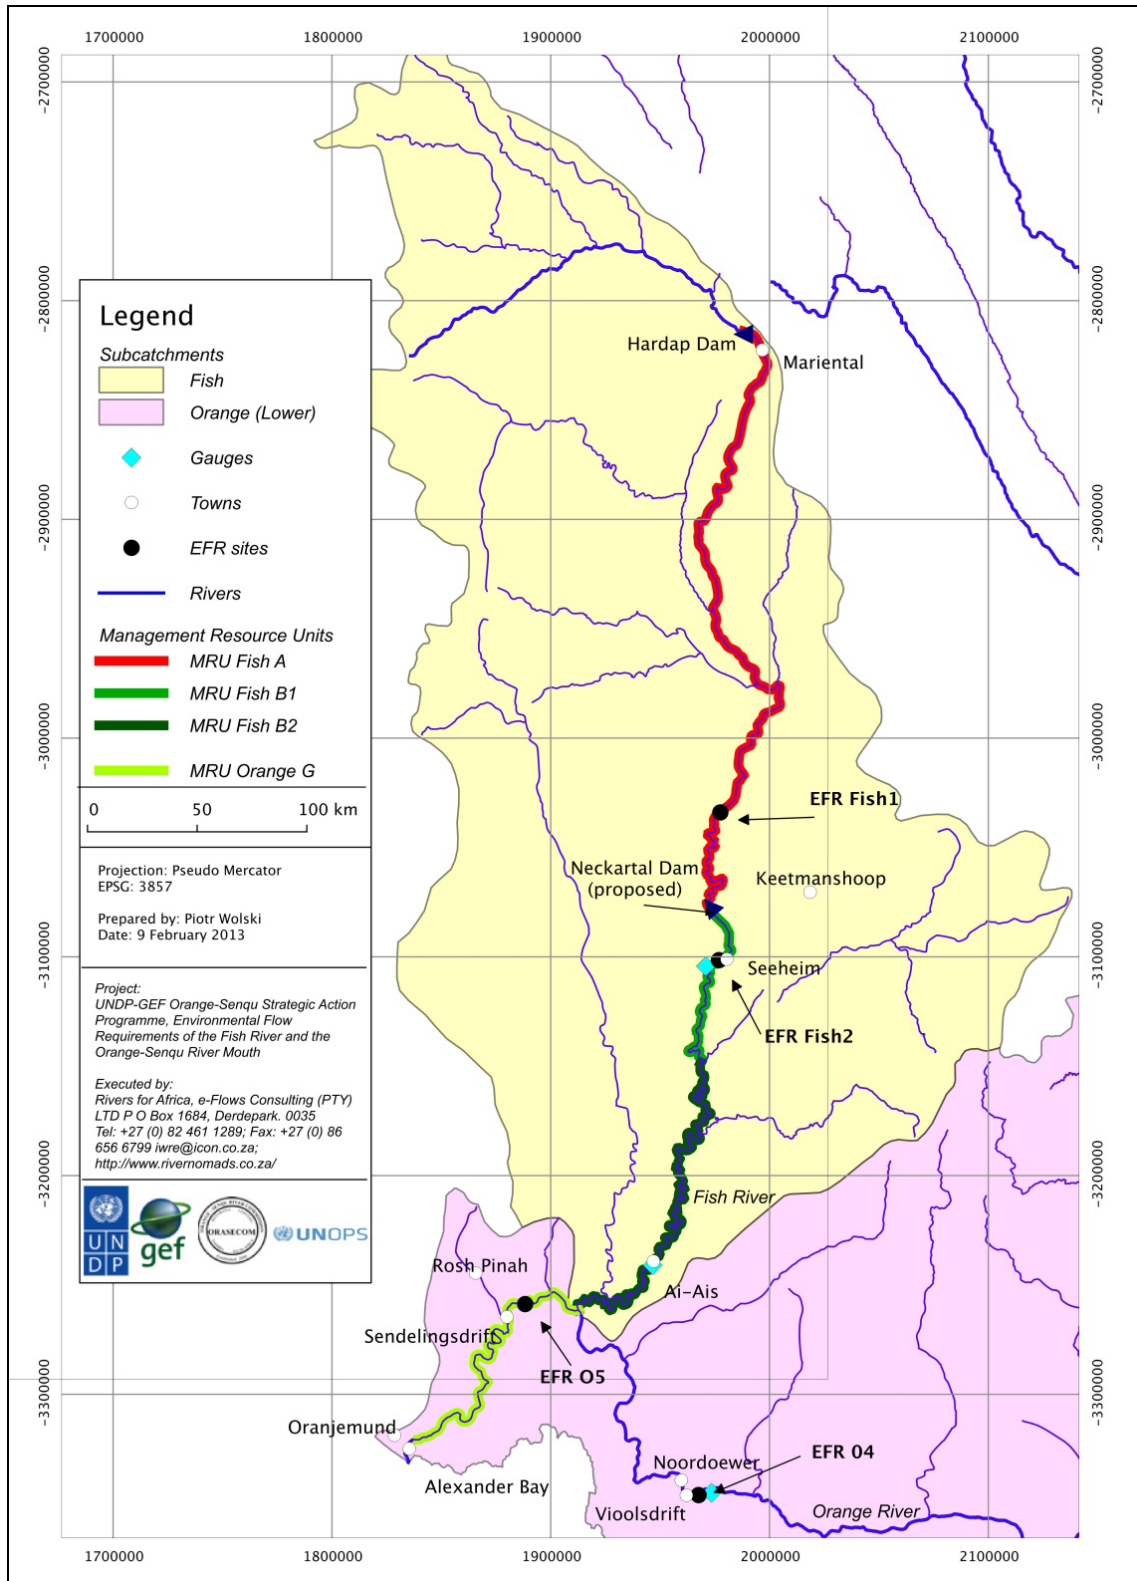 1700000 1800000 1900000 2000000 2100000
-2700000
-2800000
-2900000
-3000000
-3100000
-3200000
-3300000
-2700000
-2800000
-2900000
-3000000
-3100000
-3200000
-3300000
Legend
Subcatchments
Fish
Orange (Lower)
Gauges
Towns
EFR sites
Rivers
Management Resource Units
MRU Fish A
MRU Fish B1
MRU Fish B2
MRU Orange G
0 50 100 km
Projection: Pseudo Mercator
EPSG: 3857
Prepared by: Piotr Wolski
Date: 9 February 2013
Project:
UNDP-GEF Orange-Senqu Strategic Action
Programme, Environmental Flow
Requirements of the Fish River and the
Orange-Senqu River Mouth
Executed by:
Rivers for Africa, e-Flows Consulting (PTY)
LTD P O Box 1684, Derdepark. 0035
Tel: +27 (0) 82 461 1289; Fax: +27 (0) 86
656 6799 iwre@icon.co.za;
http://www.rivernomads.co.za/
U N
D P
gef
ORASECOM
UNOPS
Hardap Dam
Mariental
EFR Fish1
Neckartal Dam
(proposed)
Keetmanshoop
Seeheim
EFR Fish2
Fish River
Rosh Pinah
Ai-Ais
Sendelingsdrift
EFR O5
Oranjemund
Alexander Bay
Noordoewer
EFR 04
Vioolsdrift
Orange River
1700000 1800000 1900000 2000000 2100000